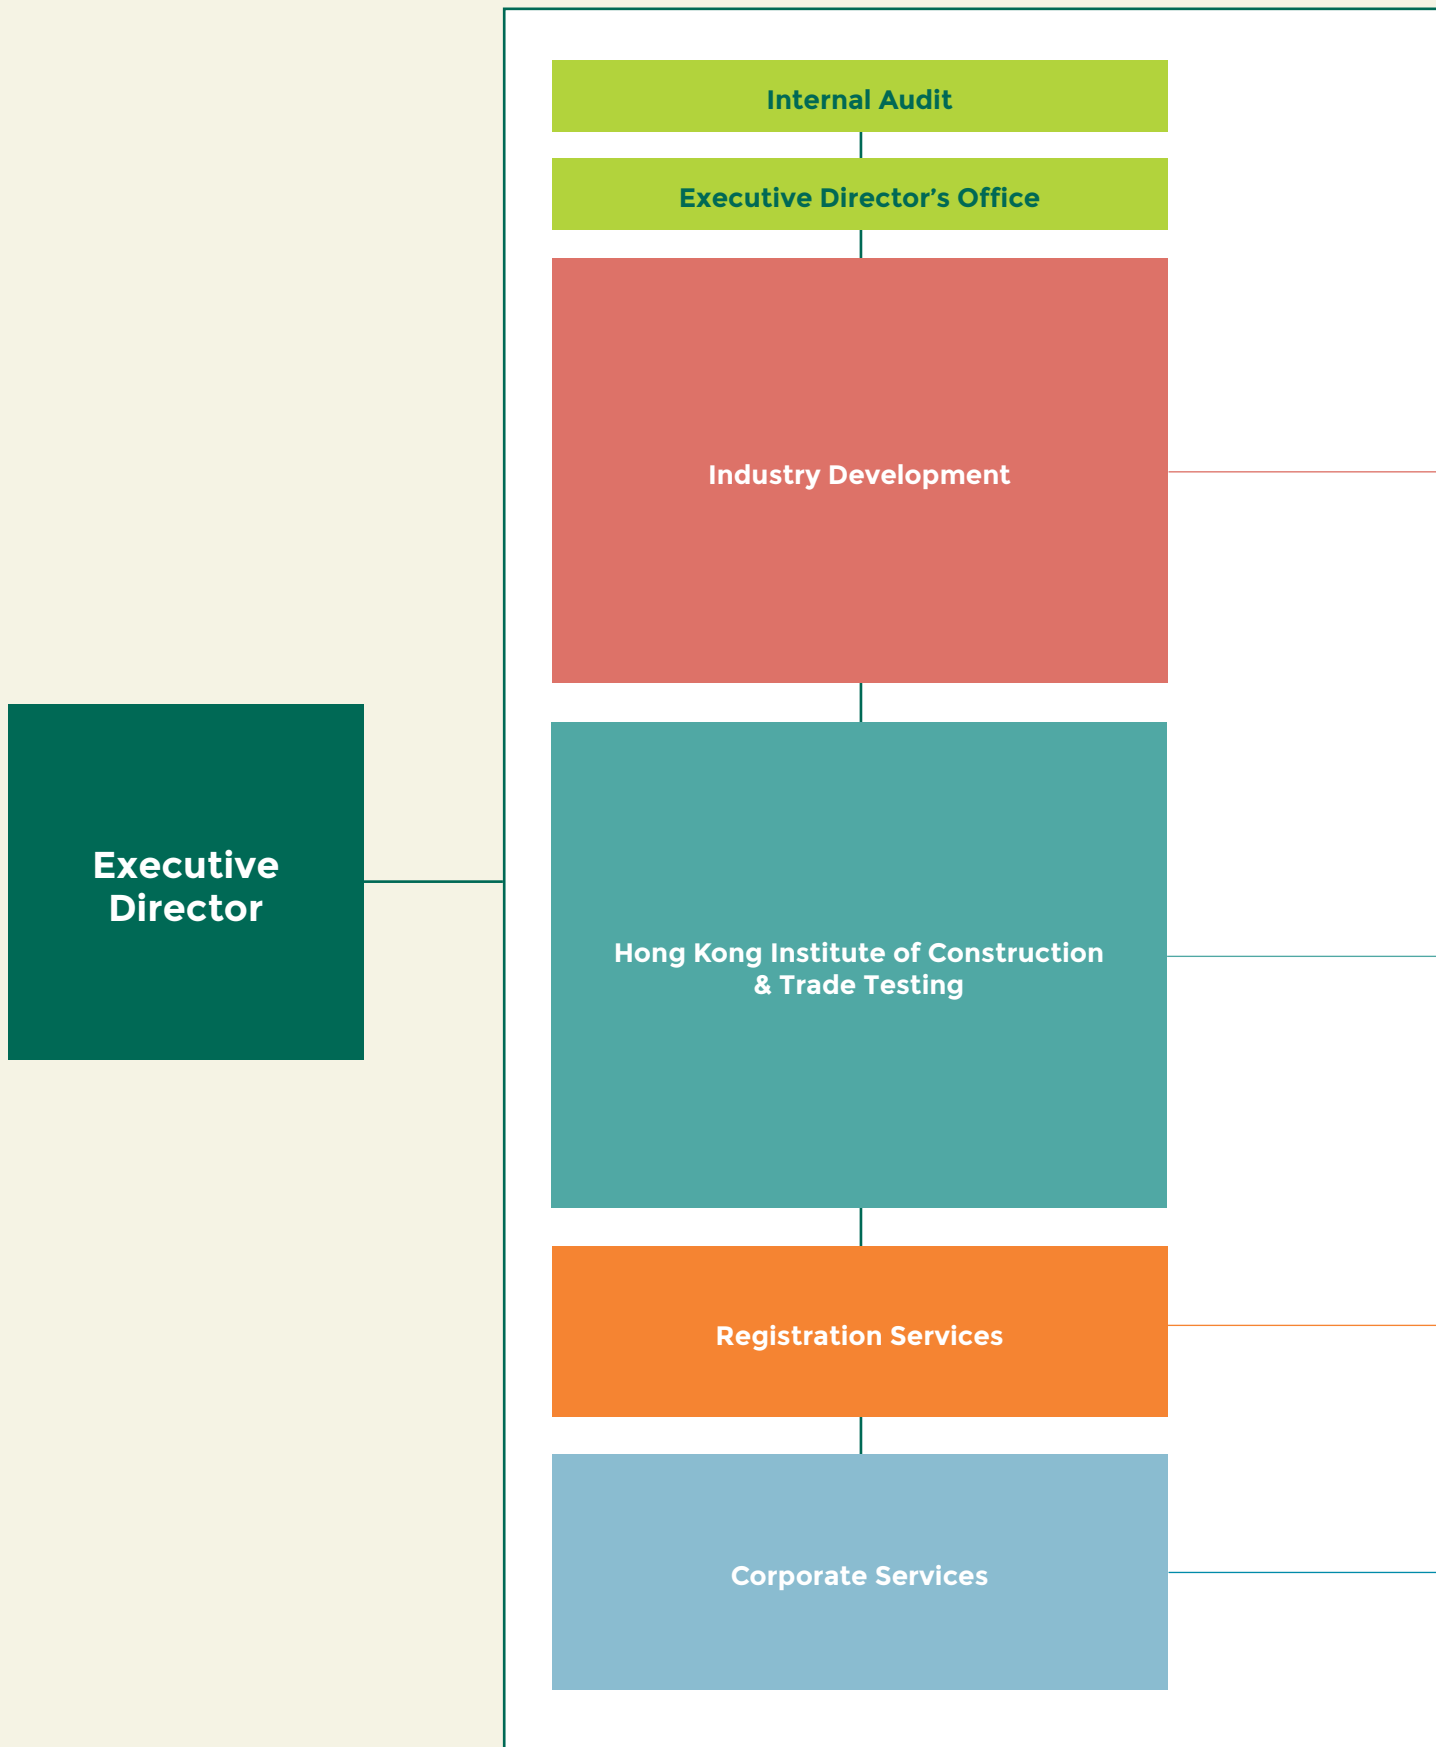 Internal Audit
Executive Director’s Office
Industry Development
Executive
Director
Hong Kong Institute of Construction
& Trade Testing
Registration Services
Corporate Services